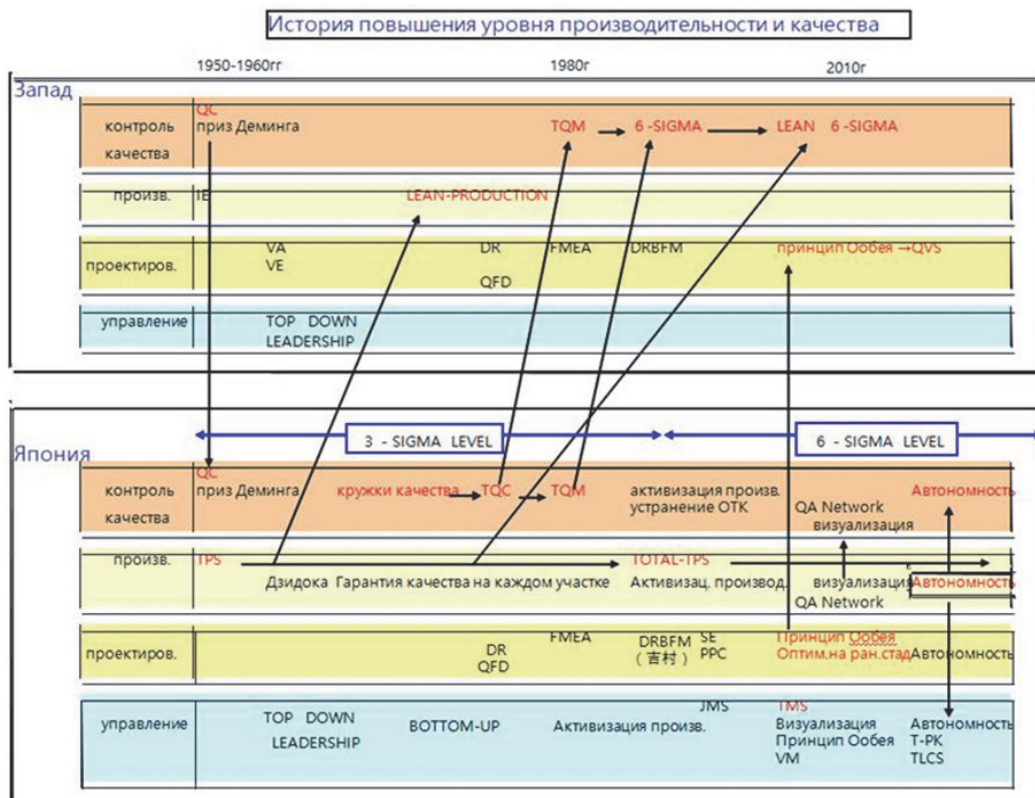 История повышения уровня производительности и качества
1950-1960гг 1980г 2010г
Запад
QC
контроль приз Деминга TQM 6 -SIGMA LEAN 6 -SIGMA
качества
произв. IE LEAN-PRODUCTION
VA DR FMEA DRBFM принцип Ообея →QVS
проектиров. VE
QFD
управление TOP DOWN
LEADERSHIP
3 - SIGMA LEVEL 6 - SIGMA LEVEL
Япония
QC
контроль приз Деминга кружки качества TQC TQM активизация произв. Автономность
устранение ОТК QA Network
качества визуализация
произв. TPS TOTAL-TPS
Дзидока Гарантия качества на каждом участке Активизац. производ. визуализация Автономность
QA Network
FMEA DRBFM SE Принцип Ообея
проектиров. DR (吉村) PPC Оптим.на ран.стад Автономность
QFD
JMS TMS
управление TOP DOWN BOTTOM-UP Активизация произв. Визуализация Автономность
LEADERSHIP Принцип Ообея T-PK
VM TLCS